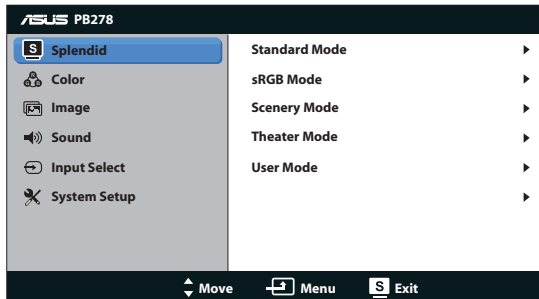 ASUS PB278
S Splendid
Color
Image
Sound
Input Select
System Setup
Standard Mode
sRGB Mode
Scenery Mode
Theater Mode
User Mode
Move Menu S Exit